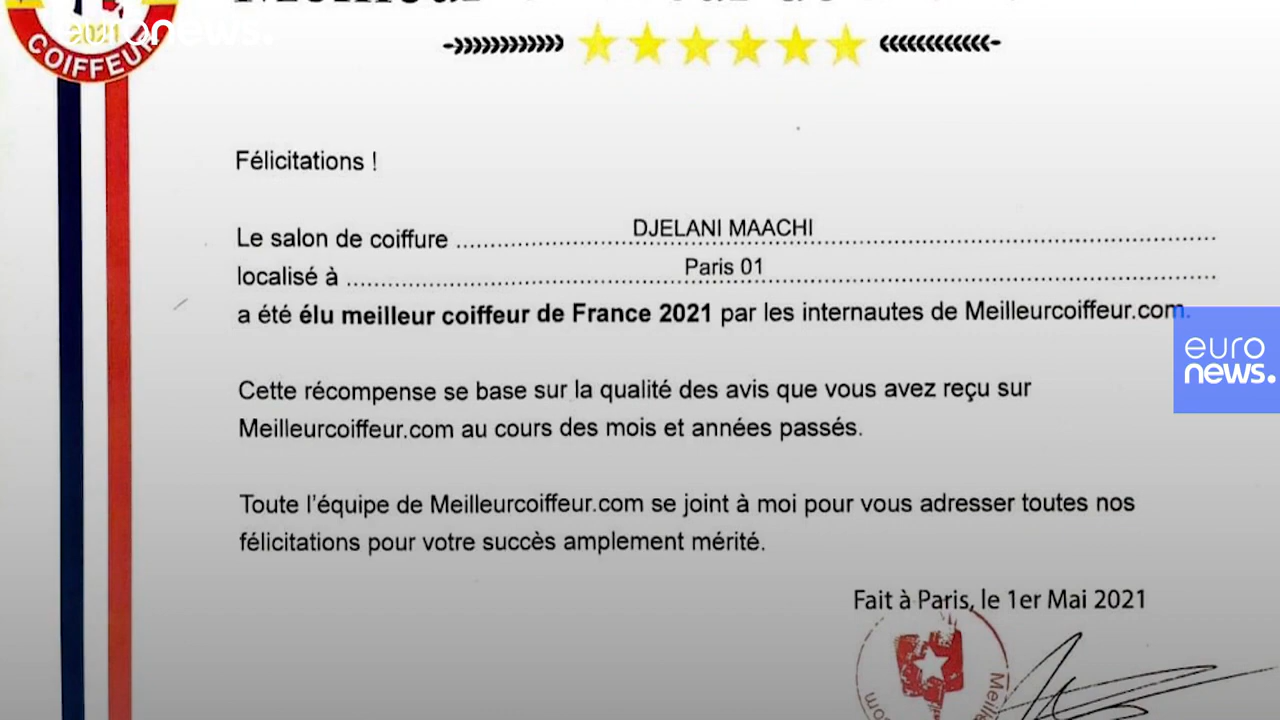 euronews.
2021
COIFFEUR
Félicitations !
Le salon de coiffure DJELANI MAACHI
localisé à Paris 01
a été élu meilleur coiffeur de France 2021 par les internautes de Meilleurcoiffeur.com.
euro
news.
Cette récompense se base sur la qualité des avis que vous avez reçu sur
Meilleurcoiffeur.com au cours des mois et années passés.
Toute l'équipe de Meilleurcoiffeur.com se joint à moi pour vous adresser toutes nos
félicitations pour votre succès amplement mérité.
Fait à Paris, le 1er Mai 2021